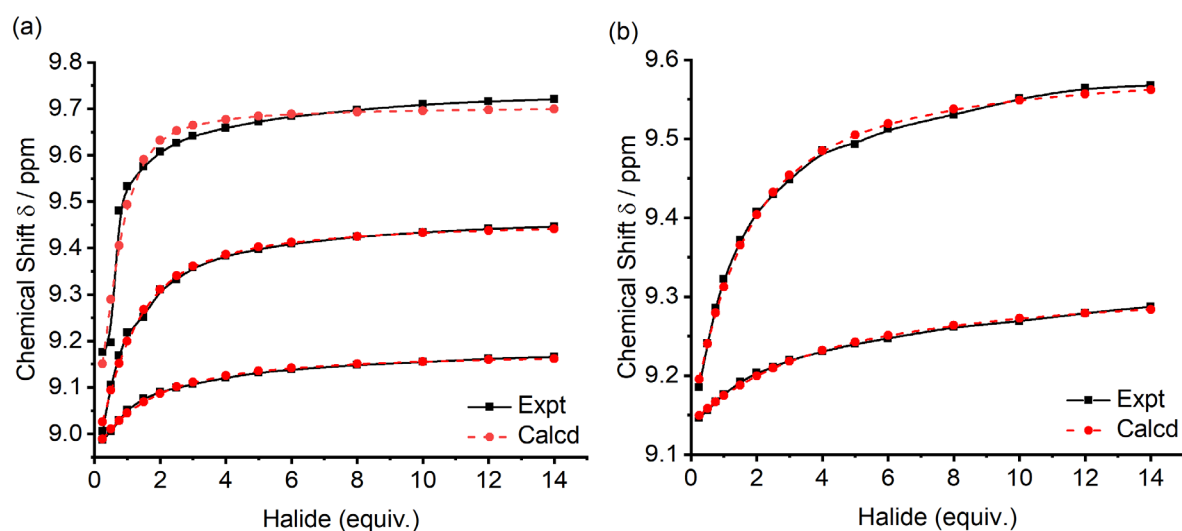 (a)
9.8
9.7
9.6
9.5
9.4
9.3
9.2
9.1
9.0
Chemical Shift δ / ppm
0 2 4 6 8 10 12 14
Halide (equiv.)
Expt
Calcd
(b)
9.6
9.5
9.4
9.3
9.2
9.1
Chemical Shift δ / ppm
0 2 4 6 8 10 12 14
Halide (equiv.)
Expt
Calcd